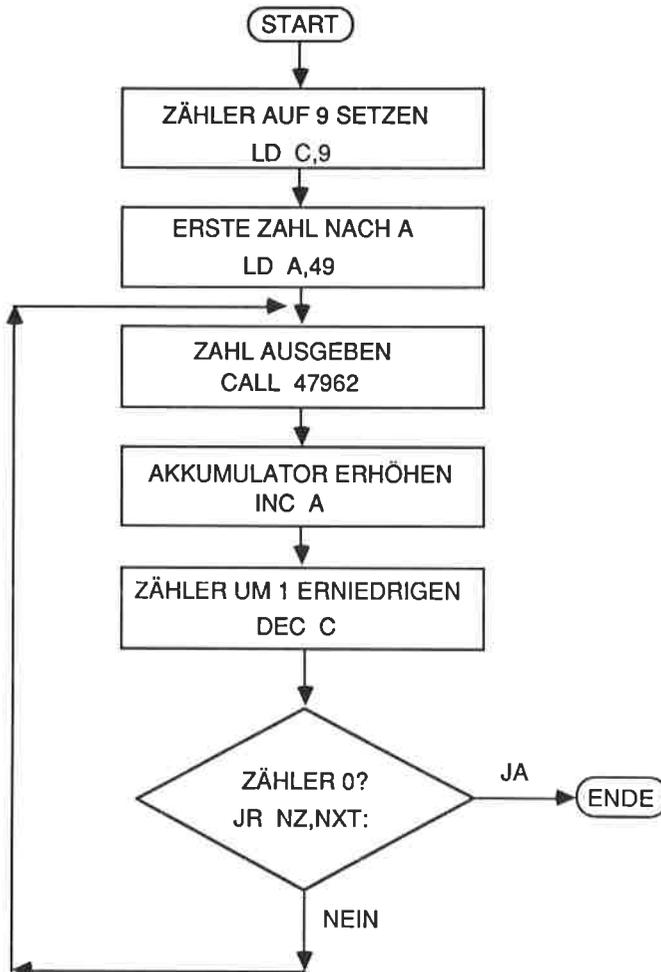 START
ZÄHLER AUF 9 SETZEN
LD C,9
ERSTE ZAHL NACH A
LD A,49
ZAHL AUSGEBEN
CALL 47962
AKKUMULATOR ERHÖHEN
INC A
ZÄHLER UM 1 ERNIEDRIGEN
DEC C
ZÄHLER 0?
JR NZ,NXT:
JA
ENDE
NEIN